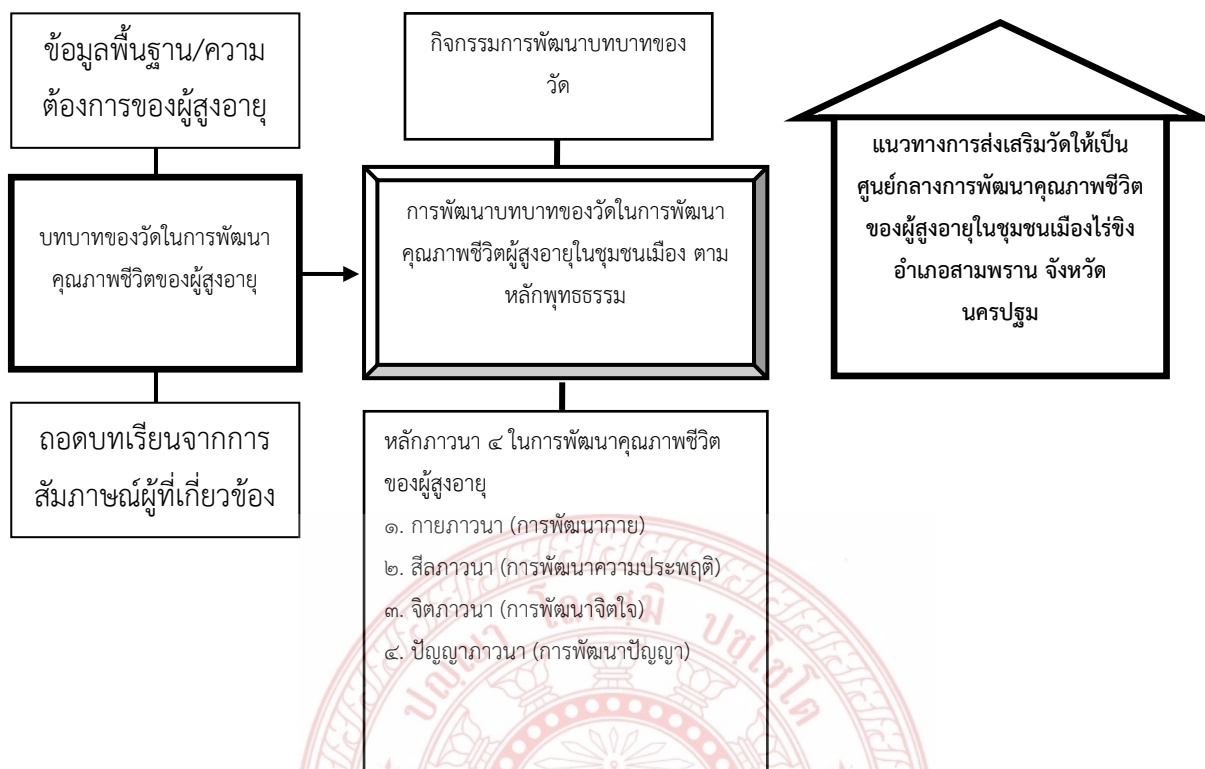 ข้อมูลพื้นฐาน/ความ
ต้องการของผู้สูงอายุ
บทบาทของวัดในการพัฒนา
คุณภาพชีวิตของผู้สูงอายุ
ถอดบทเรียนจากการ
สัมภาษณ์ผู้ที่เกี่ยวข้อง
กิจกรรมการพัฒนาบทบาทของ
วัด
การพัฒนาบทบาทของวัดในการพัฒนา
คุณภาพชีวิตผู้สูงอายุในชุมชนเมือง ตาม
หลักพุทธธรรม
หลักภาวนา ๔ ในการพัฒนาคุณภาพชีวิต
ของผู้สูงอายุ
๑. กายภาวนา (การพัฒนากาย)
๒. สีลภาวนา (การพัฒนาความประพฤติ)
๓. จิตภาวนา (การพัฒนาจิตใจ)
๔. ปัญญาภาวนา (การพัฒนาปัญญา)
แนวทางการส่งเสริมวัดให้เป็น
ศูนย์กลางการพัฒนาคุณภาพชีวิต
ของผู้สูงอายุในชุมชนเมืองไร่ขิง
อำเภอสามพราน จังหวัด
นครปฐม
ปญฺญา โลกสฺมิ ปชฺโชโต